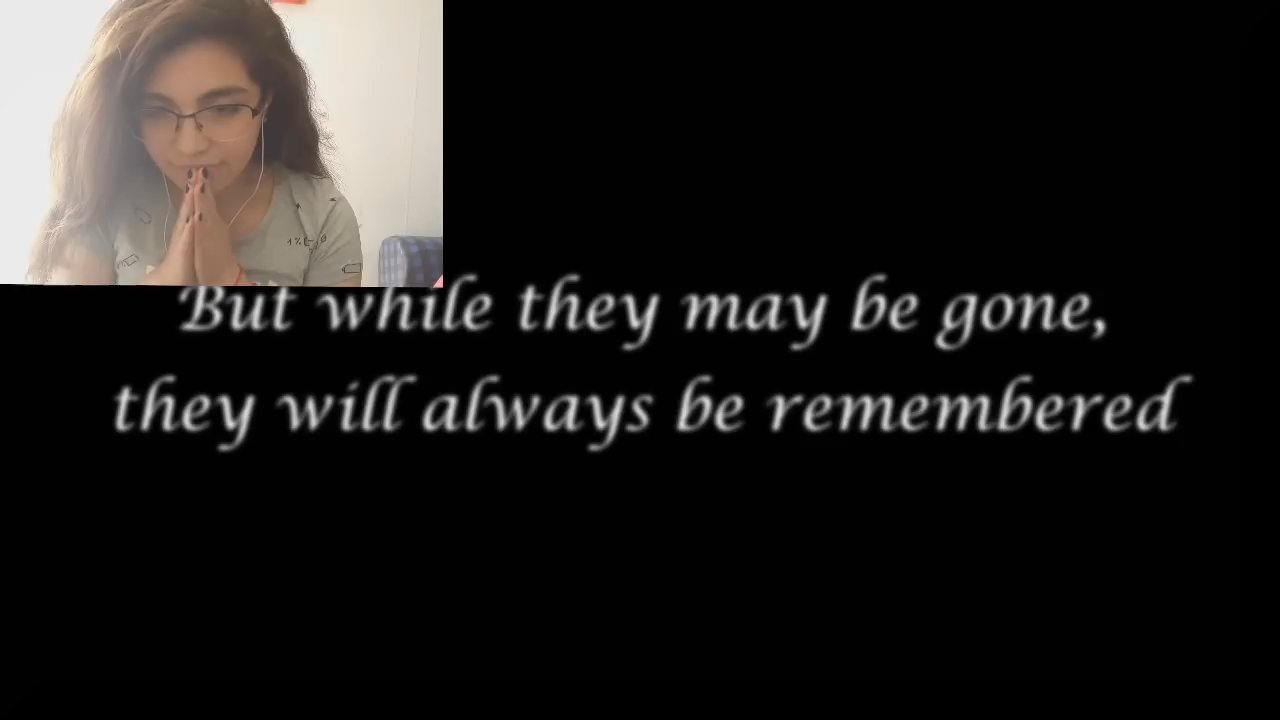 But while they may be gone,
they will always be remembered